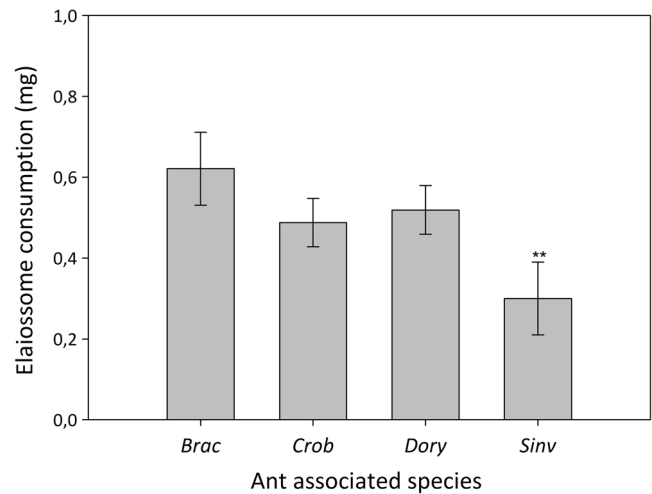 Elaiossome consumption (mg)
1,0
0,8
0,6
0,4
0,2
0,0
**
Brac Crob Dory Sinv
Ant associated species